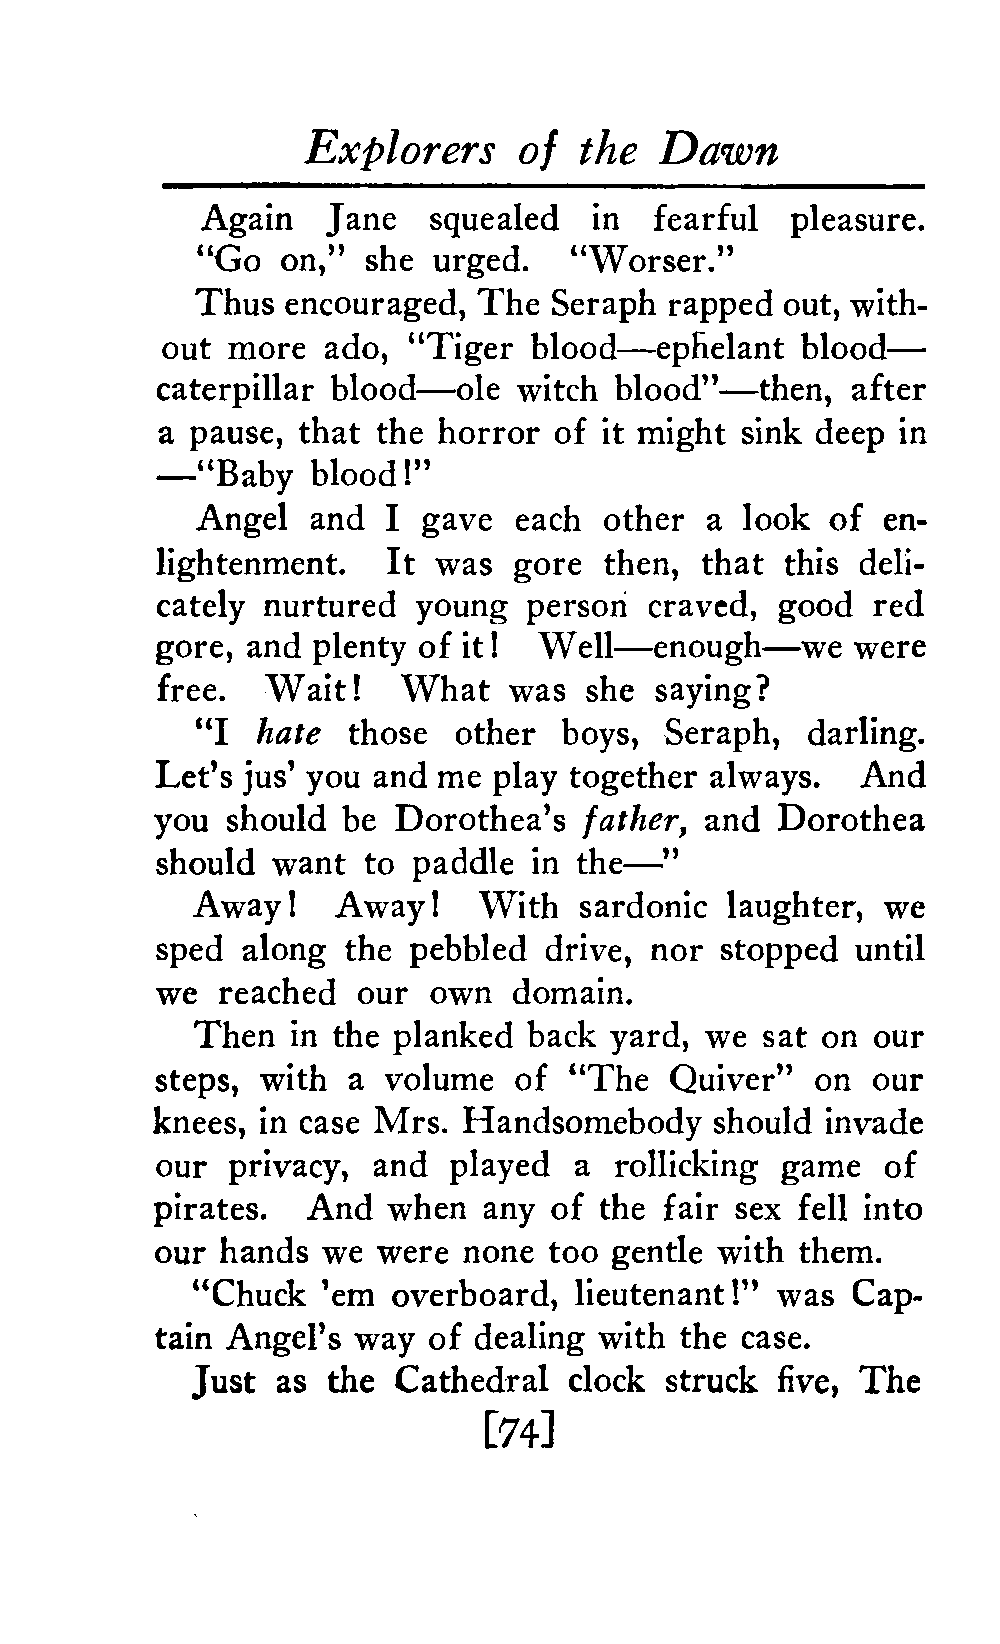 Explorers of the Dawn
Again Jane squealed in fearful pleasure.
"Go on," she urged. "Worser."
Thus encouraged, The Seraph rapped out, with-
out more ado, "Tiger blood—ephelant blood—
caterpillar blood—ole witch blood"—then, after
a pause, that the horror of it might sink deep in
—"Baby blood!"
Angel and I gave each other a look of en-
lightenment. It was gore then, that this deli-
cately nurtured young person craved, good red
gore, and plenty of it! Well—enough—we were
free. Wait! What was she saying?
"I hate those other boys, Seraph, darling.
Let's jus' you and me play together always. And
you should be Dorothea's father, and Dorothea
should want to paddle in the—"
Away! Away! With sardonic laughter, we
sped along the pebbled drive, nor stopped until
we reached our own domain.
Then in the planked back yard, we sat on our
steps, with a volume of "The Quiver" on our
knees, in case Mrs. Handsomebody should invade
our privacy, and played a rollicking game of
pirates. And when any of the fair sex fell into
our hands we were none too gentle with them.
"Chuck 'em overboard, lieutenant!" was Cap-
tain Angel's way of dealing with the case.
Just as the Cathedral clock struck five, The
[74]